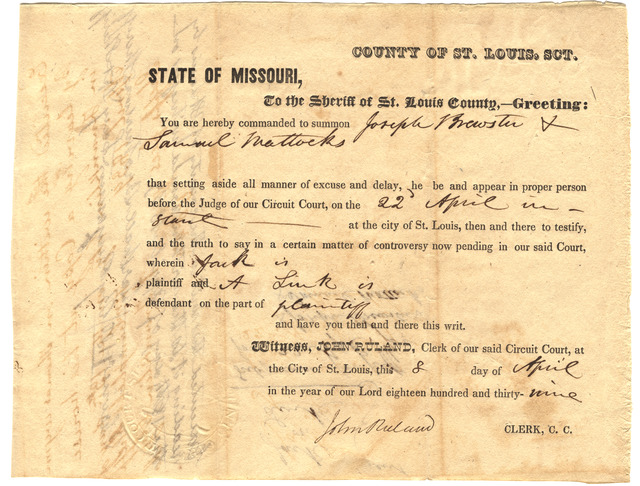 COUNTY OF ST. LOUIS, SCT.
STATE OF MISSOURI,
To the Sheriff of St. Louis County,—Greeting:
You are hereby commanded to summon Joseph Brewster &
Samuel Mattocks
that setting aside all manner of excuse and delay, he be and appear in proper person
before the Judge of our Circuit Court, on the 22d April in-
stant at the city of St. Louis, then and there to testify,
and the truth to say in a certain matter of controversy now pending in our said Court,
wherein Jack is
plaintiff and A Link is
defendant on the part of plaintiff
and have you then and there this writ.
Witness, JOHN RULAND, Clerk of our said Circuit Court, at
the City of St. Louis, this 8 day of April
in the year of our Lord eighteen hundred and thirty-nine
John Ruland CLERK, C. C.